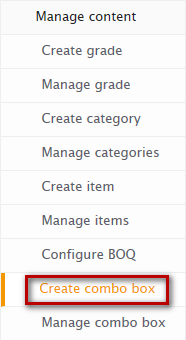 Manage content
Create grade
Manage grade
Create category
Manage categories
Create item
Manage items
Configure BOQ
Create combo box
Manage combo box